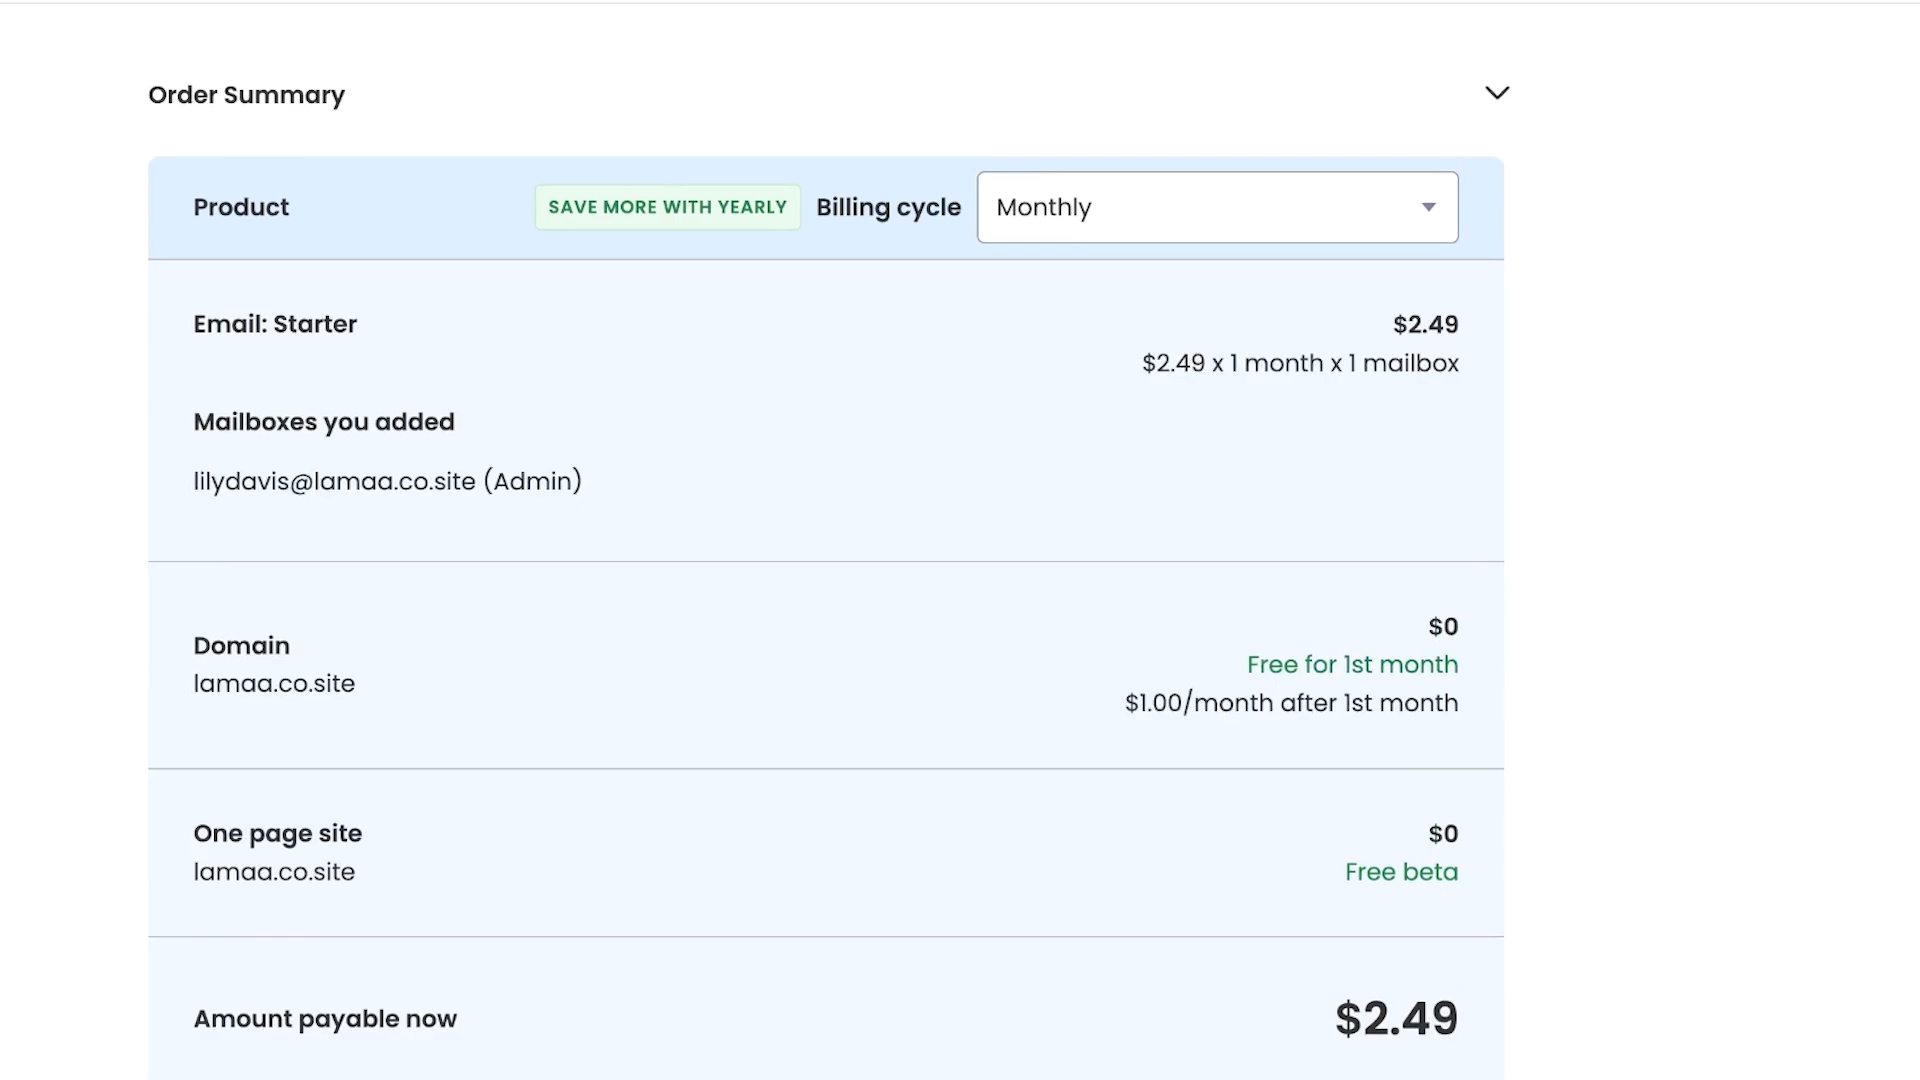 Order Summary
Product SAVE MORE WITH YEARLY Billing cycle Monthly
Email: Starter $2.49
$2.49 x 1 month x 1 mailbox
Mailboxes you added
lilydavis@lamaa.co.site (Admin)
$0
Domain
Free for 1st month
lamaa.co.site
$1.00/month after 1st month
One page site $0
lamaa.co.site Free beta
Amount payable now $2.49